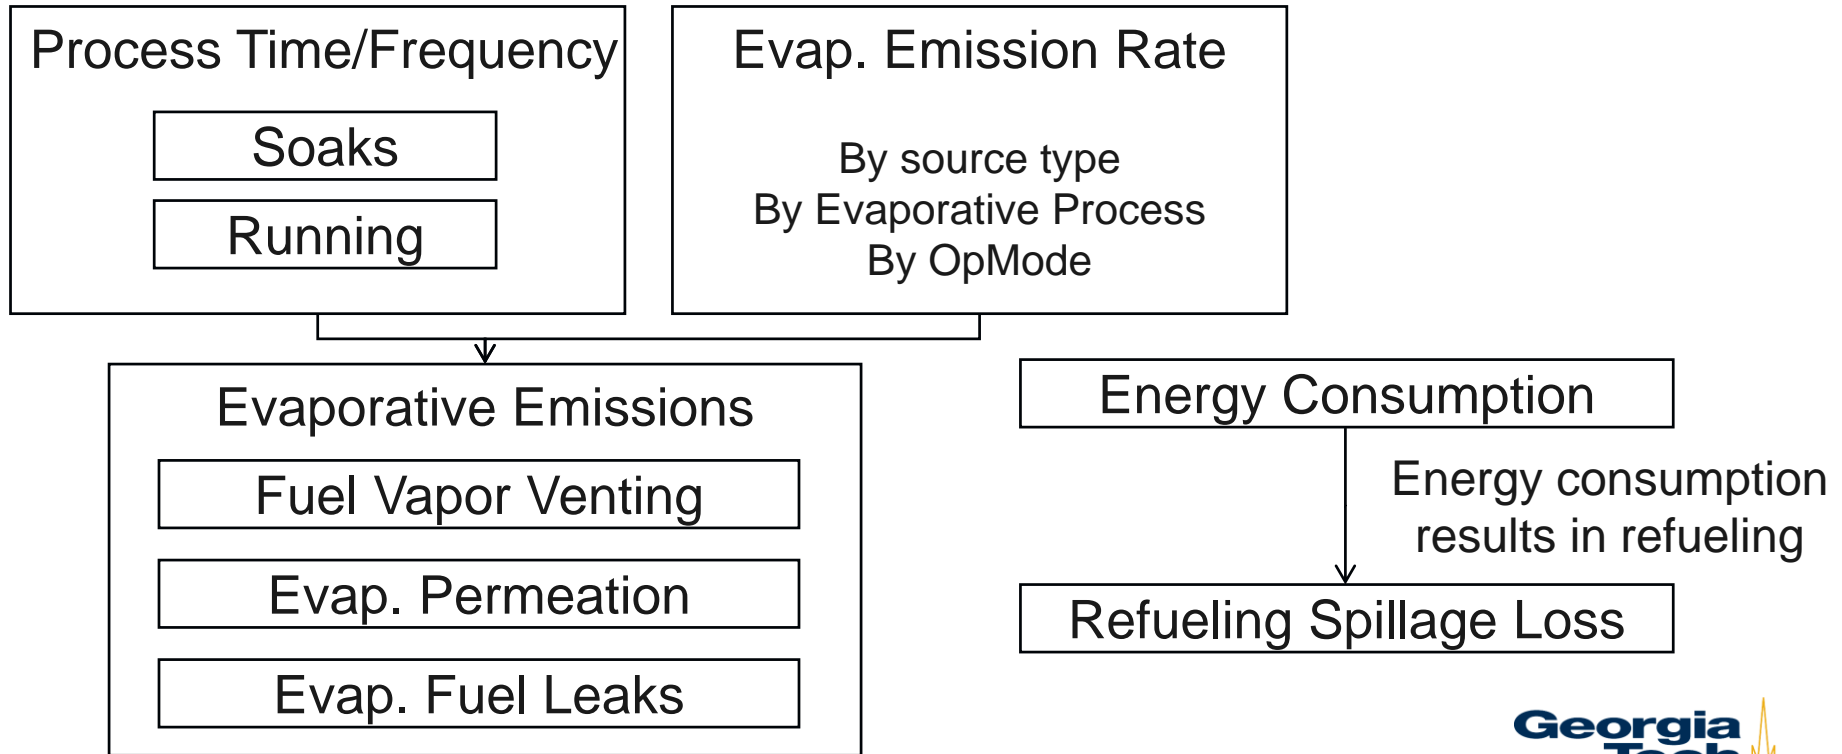 Process Time/Frequency
Soaks
Running
Evap. Emission Rate
By source type
By Evaporative Process
By OpMode
Evaporative Emissions
Fuel Vapor Venting
Evap. Permeation
Evap. Fuel Leaks
Energy Consumption
Energy consumption
results in refueling
Refueling Spillage Loss
Georgia
Tech